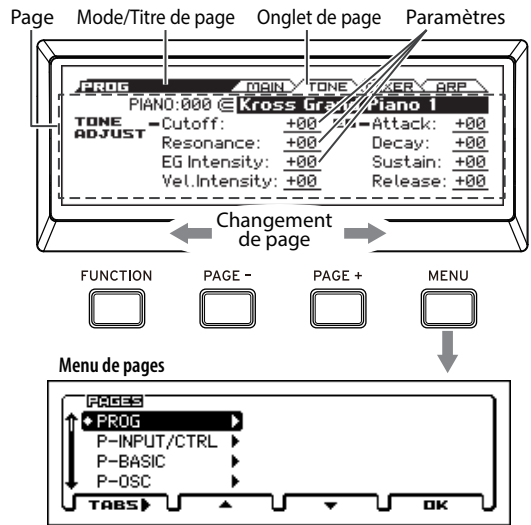 Page Mode/Titre de page Onglet de page Paramètres
PROG MAIN TONE MIXER ARP
PIANO:000 Kross Grand Piano 1
TONE ADJUST
Cutoff: +00 EG Attack: +00
Resonance: +00 Decay: +00
EG Intensity: +00 Sustain: +00
Vel.Intensity: +00 Release: +00
Changement
de page
FUNCTION PAGE – PAGE + MENU
Menu de pages
PAGES
PROG
P-INPUT/CTRL
P-BASIC
P-OSC
TABS OK